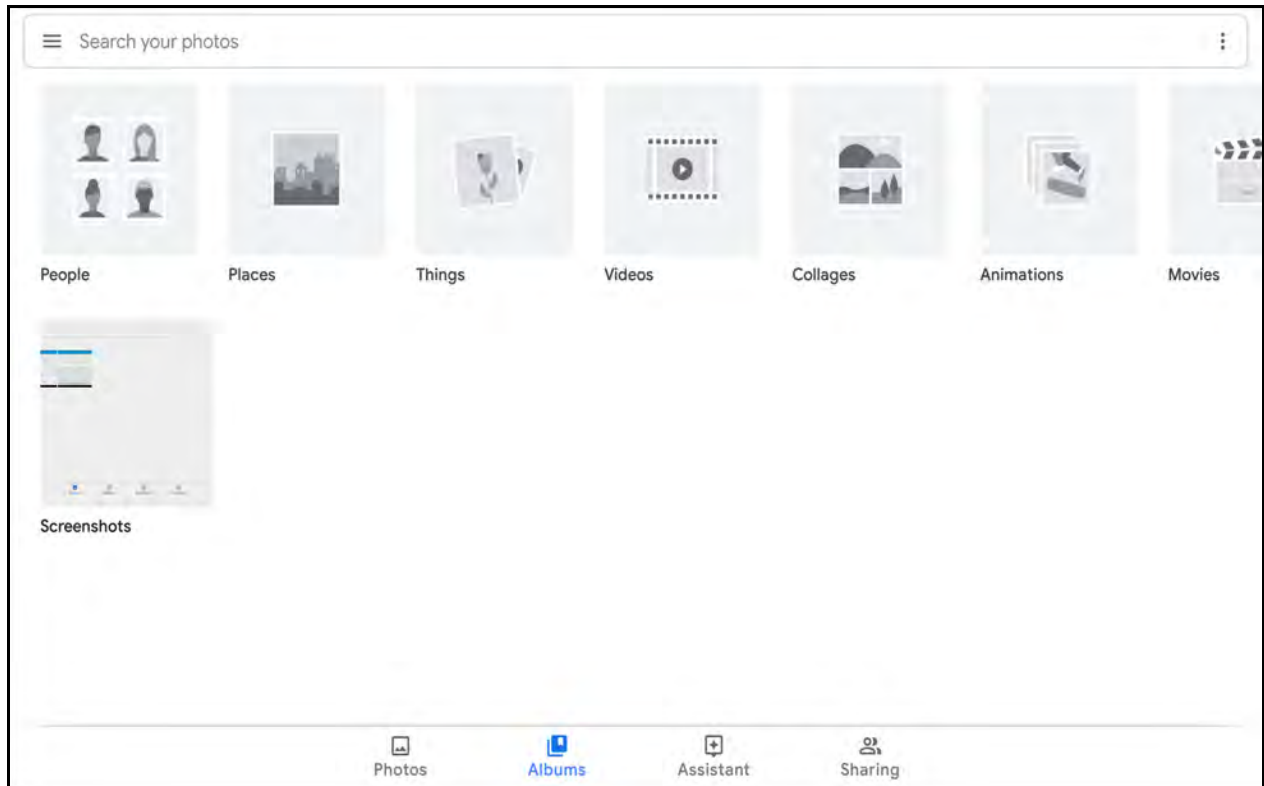 Search your photos
People Places Things Videos Collages Animations Movies
Screenshots
Photos Albums Assistant Sharing